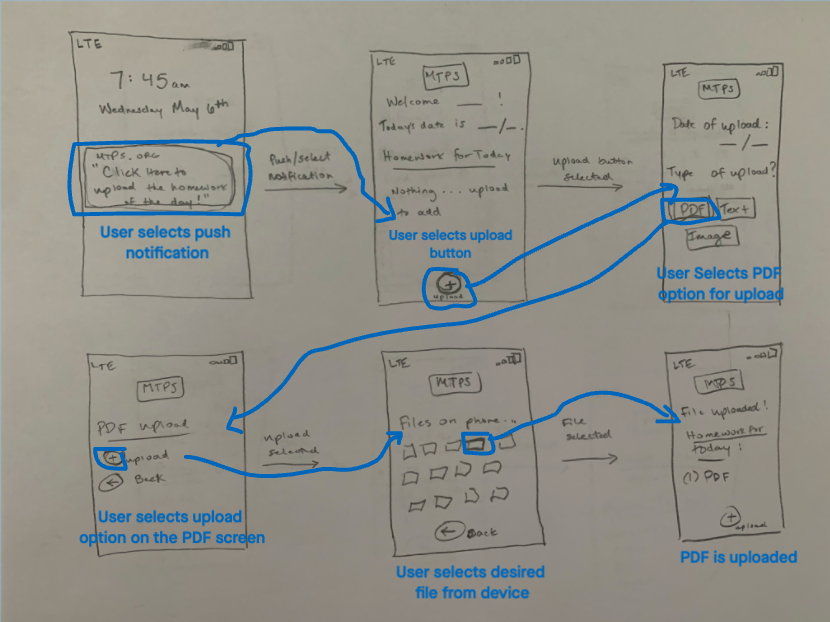 LTE
7:45am
Wednesday May 6th
MTPS.ORG
"Click Here to
upload the homework
of the day!"
User selects push
notification
Push/select
notification
LTE
MTPS
Welcome ___ !
Today's date is __/__.
Homework for Today
Nothing... upload
to add
User selects upload
button
upload
Upload button
selected
LTE
MTPS
Date of upload:
__/__
Type of upload?
PDF Text
Image
User Selects PDF
option for upload
LTE
MTPS
PDF upload
upload
Back
User selects upload
option on the PDF screen
upload
selected
LTE
MTPS
Files on phone...
Back
User selects desired
file from device
File
selected
LTE
MTPS
File uploaded!
Homework for
today:
(1) PDF
upload
PDF is uploaded